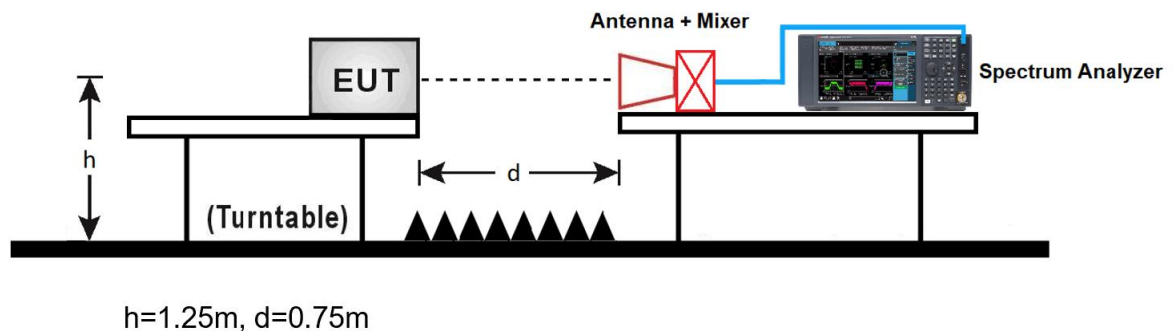 Antenna + Mixer
EUT
Spectrum Analyzer
h
d
(Turntable)
h=1.25m, d=0.75m